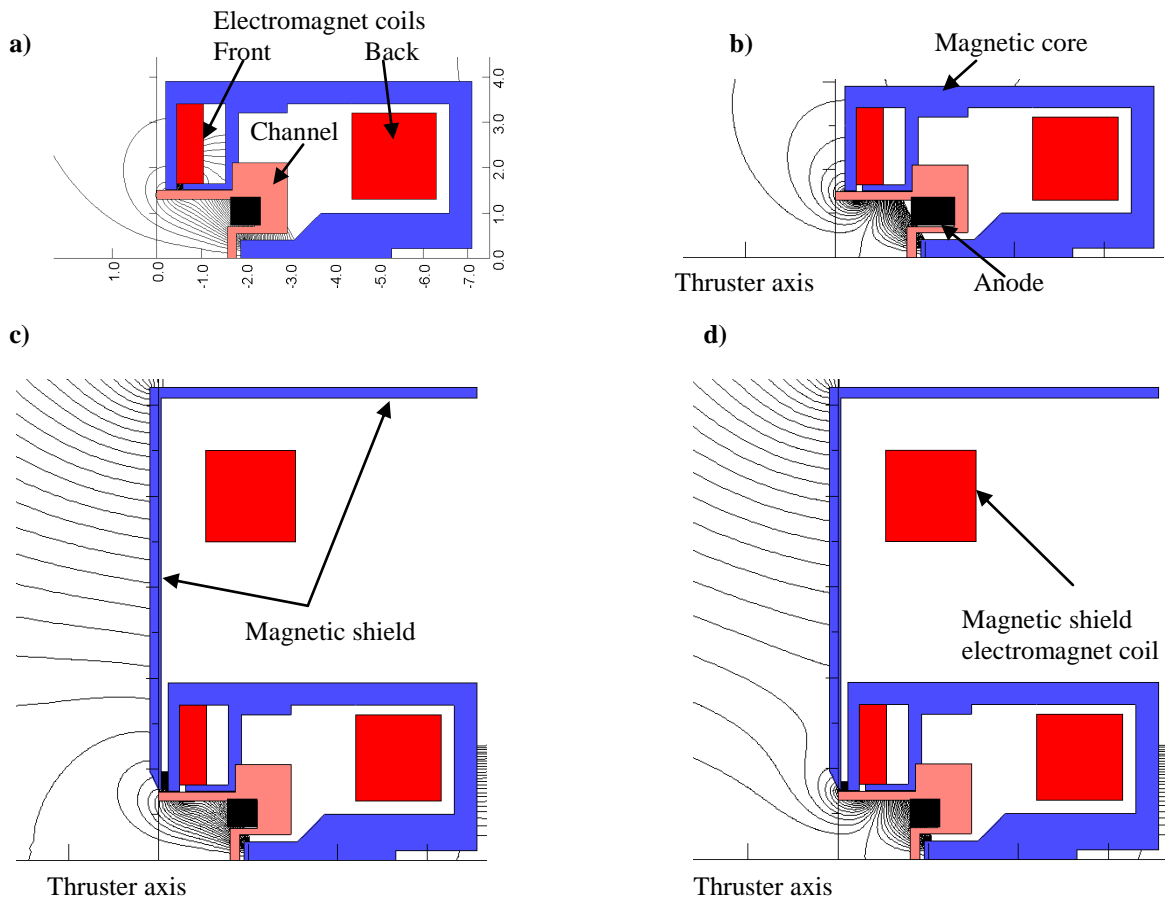 a)
Electromagnet coils
Front
Back
Channel
4.0
3.0
2.0
1.0
0.0
1.0
0.0
-1.0
-2.0
-3.0
-4.0
-5.0
-6.0
-7.0
b)
Magnetic core
Thruster axis
Anode
c)
Magnetic shield
Thruster axis
d)
Magnetic shield
electromagnet coil
Thruster axis